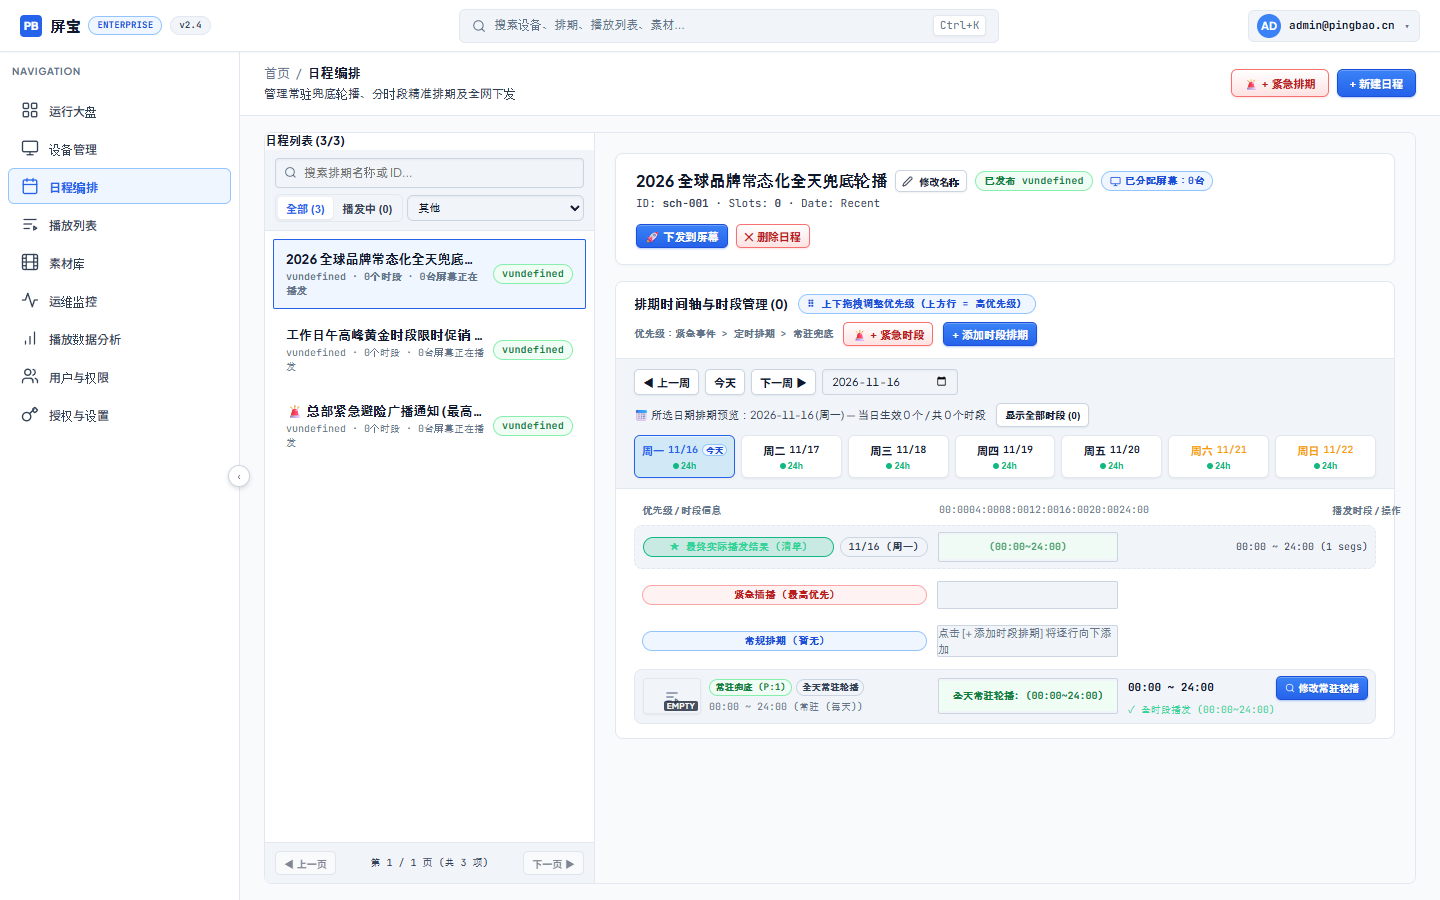 PB 屏宝 ENTERPRISE v2.4
搜索设备、排期、播放列表、素材... Ctrl+K
AD admin@pingbao.cn
NAVIGATION
运行大盘
设备管理
日程编排
播放列表
素材库
运维监控
播放数据分析
用户与权限
授权与设置
首页 / 日程编排
管理常驻兜底轮播、分时段精准排期及全网下发
+ 紧急排期
+ 新建日程
日程列表 (3/3)
搜索排期名称或 ID...
全部 (3) 播发中 (0) 其他
2026 全球品牌常态化全天兜底...
vundefined · 0个时段 · 0台屏幕正在
播发
vundefined
工作日午高峰黄金时段限时促销 ...
vundefined · 0个时段 · 0台屏幕正在播
发
vundefined
总部紧急避险广播通知 (最高...
vundefined · 0个时段 · 0台屏幕正在播
发
vundefined
◀ 上一页 第 1 / 1 页 (共 3 项) 下一页 ▶
2026 全球品牌常态化全天兜底轮播 修改名称 已发布 vundefined 已分配屏幕：0台
ID: sch-001 · Slots: 0 · Date: Recent
下发到屏幕 删除日程
排期时间轴与时段管理 (0) ⠿ 上下拖拽调整优先级 (上方行 = 高优先级)
优先级：紧急事件 > 定时排期 > 常驻兜底 + 紧急时段 + 添加时段排期
◀ 上一周 今天 下一周 ▶ 2026-11-16
所选日期排期预览：2026-11-16 (周一) — 当日生效 0 个 / 共 0 个时段 显示全部时段 (0)
周一 11/16 今天 周二 11/17 周三 11/18 周四 11/19 周五 11/20 周六 11/21 周日 11/22
24h 24h 24h 24h 24h 24h 24h
优先级 / 时段信息 00:0004:0008:0012:0016:0020:0024:00 播发时段 / 操作
★ 最终实际播发结果 (清单) 11/16 (周一) (00:00~24:00) 00:00 ~ 24:00 (1 segs)
紧急插播 (最高优先)
常规排期 (暂无) 点击 [+ 添加时段排期] 将逐行向下添
加
EMPTY 常驻兜底 (P:1) 全天常驻轮播 全天常驻轮播: (00:00~24:00) 00:00 ~ 24:00 修改常驻轮播
00:00 ~ 24:00 (常驻 (每天)) ✓ 全时段播发 (00:00~24:00)